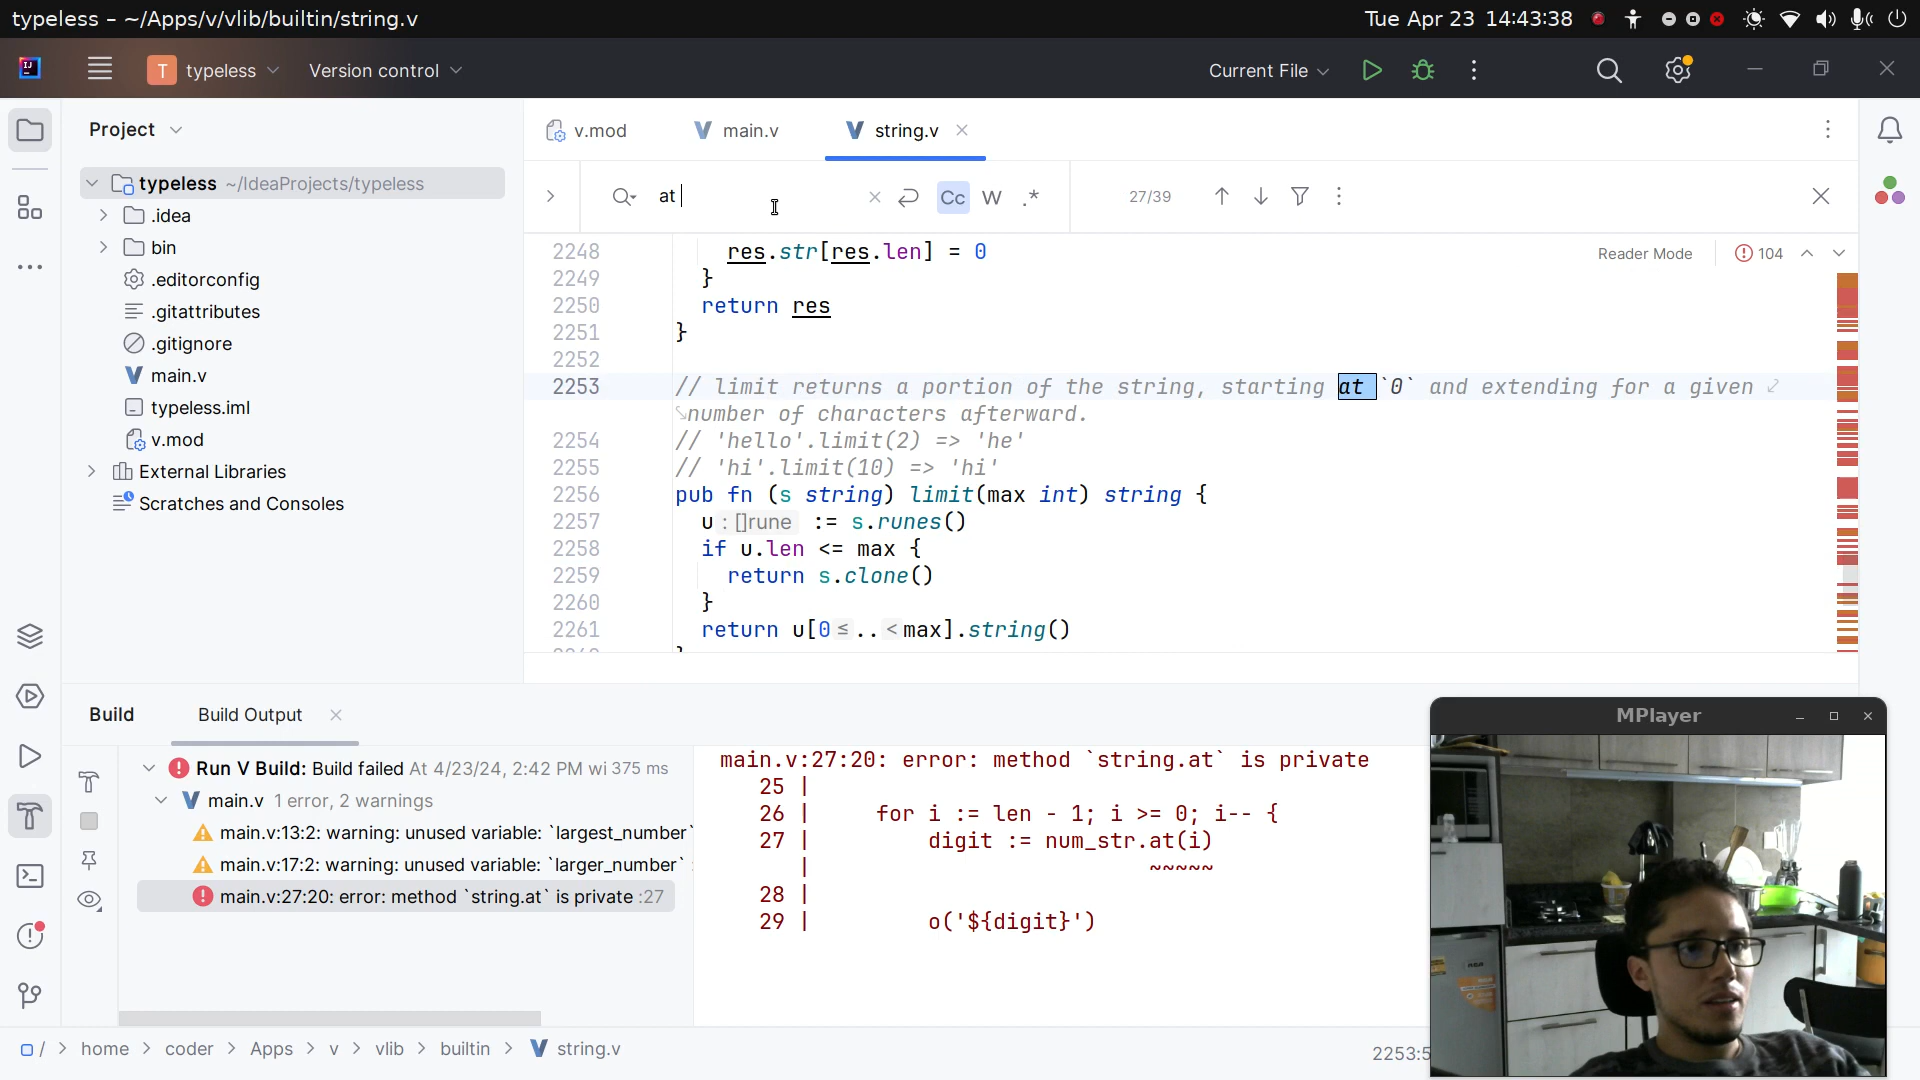 typeless – ~/Apps/v/vlib/builtin/string.v
Tue Apr 23 14:43:38
T typeless
Version control
Current File
Project
v.mod
main.v
string.v
at
Cc
W
.*
27/39
typeless ~/IdeaProjects/typeless
.idea
bin
.editorconfig
.gitattributes
.gitignore
main.v
typeless.iml
v.mod
External Libraries
Scratches and Consoles
Reader Mode
104
2248 res.str[res.len] = 0
2249 }
2250 return res
2251 }
2252
2253 // limit returns a portion of the string, starting at `0` and extending for a given
number of characters afterward.
2254 // 'hello'.limit(2) => 'he'
2255 // 'hi'.limit(10) => 'hi'
2256 pub fn (s string) limit(max int) string {
2257 u : []rune := s.runes()
2258 if u.len <= max {
2259 return s.clone()
2260 }
2261 return u[0 ≤ .. < max].string()
Build
Build Output
Run V Build: Build failed At 4/23/24, 2:42 PM wi 375 ms
main.v 1 error, 2 warnings
main.v:13:2: warning: unused variable: `largest_number`
main.v:17:2: warning: unused variable: `larger_number`
main.v:27:20: error: method `string.at` is private :27
main.v:27:20: error: method `string.at` is private
25 |
26 | for i := len - 1; i >= 0; i-- {
27 | digit := num_str.at(i)
| ~~~~~
28 |
29 | o('${digit}')
MPlayer
/ > home > coder > Apps > v > vlib > builtin > string.v
2253:5